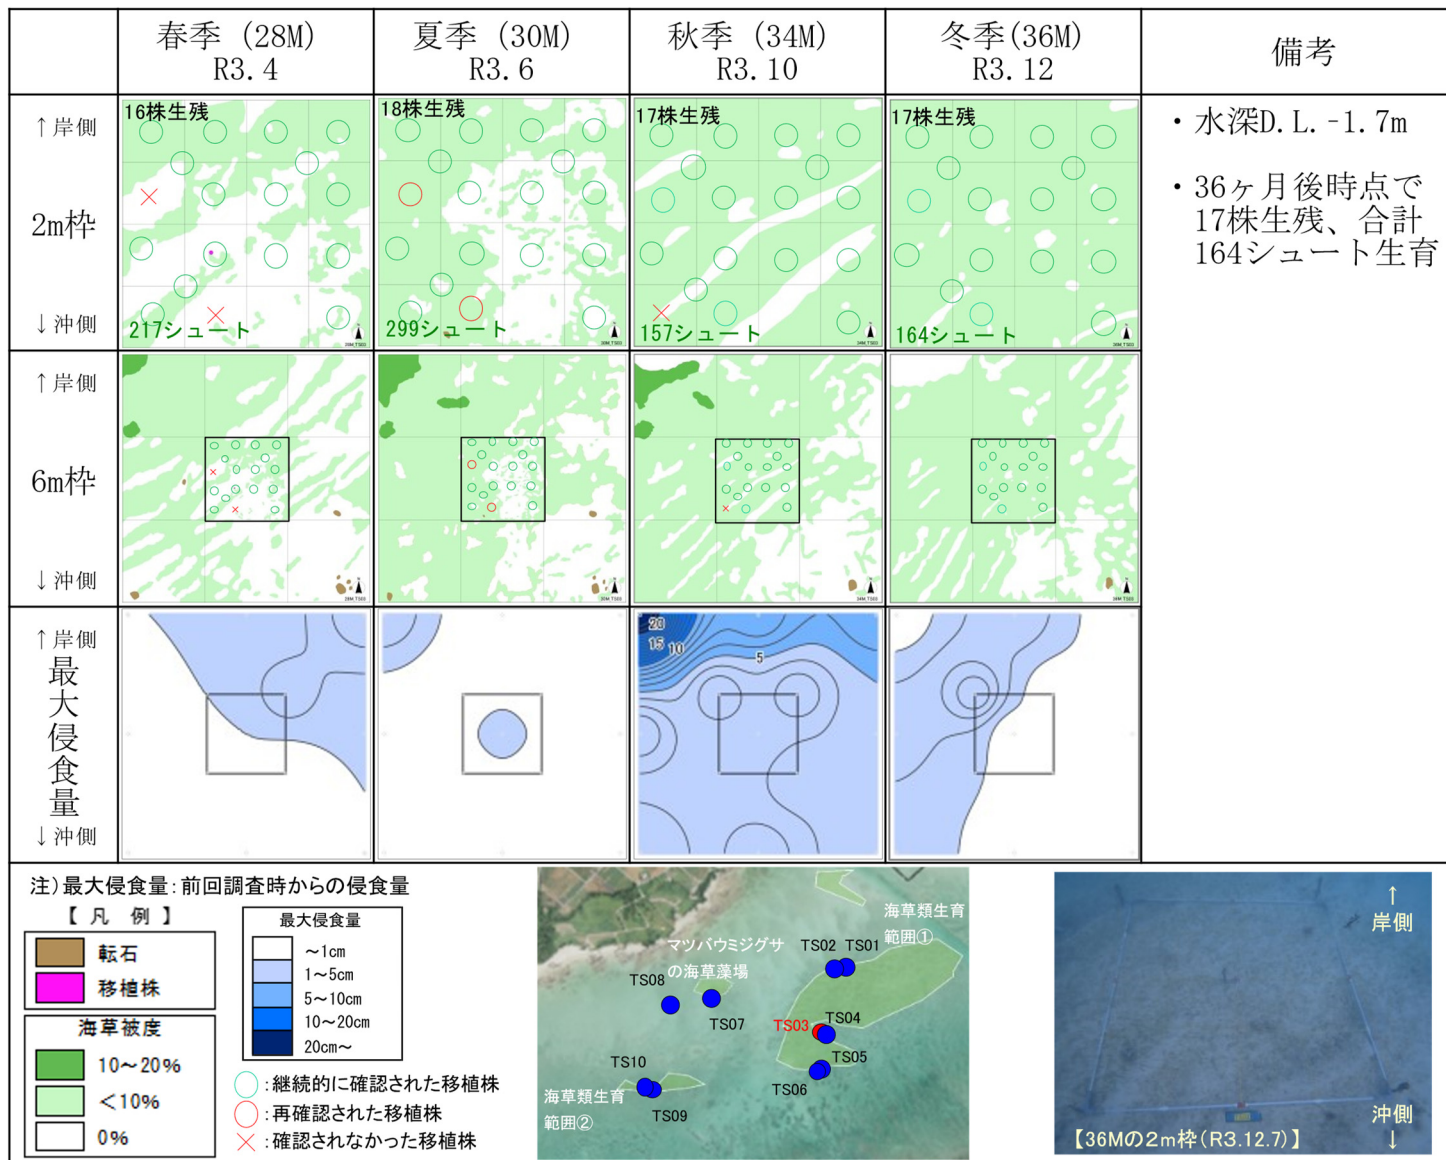 春季 (28M)
R3.4
夏季 (30M)
R3.6
秋季 (34M)
R3.10
冬季(36M)
R3.12
備考
↑岸側
2m枠
↓沖側
16株生残
217シュート
18株生残
299シュート
17株生残
157シュート
17株生残
164シュート
・水深D.L.-1.7m
・36ヶ月後時点で
17株生残、合計
164シュート生育
↑岸側
6m枠
↓沖側
↑岸側
最大侵食量
↓沖側
20
15
10
5
注)最大侵食量:前回調査時からの侵食量
【 凡 例 】
転石
移植株
海草被度
10~20%
<10%
0%
最大侵食量
~1cm
1~5cm
5~10cm
10~20cm
20cm~
:継続的に確認された移植株
:再確認された移植株
:確認されなかった移植株
海草類生育
範囲①
マツバウミジグサ
の海草藻場
TS02
TS01
TS08
TS07
TS03
TS04
TS05
TS06
TS10
TS09
海草類生育
範囲②
↑
岸側
沖側
↓
【36Mの2m枠(R3.12.7)】